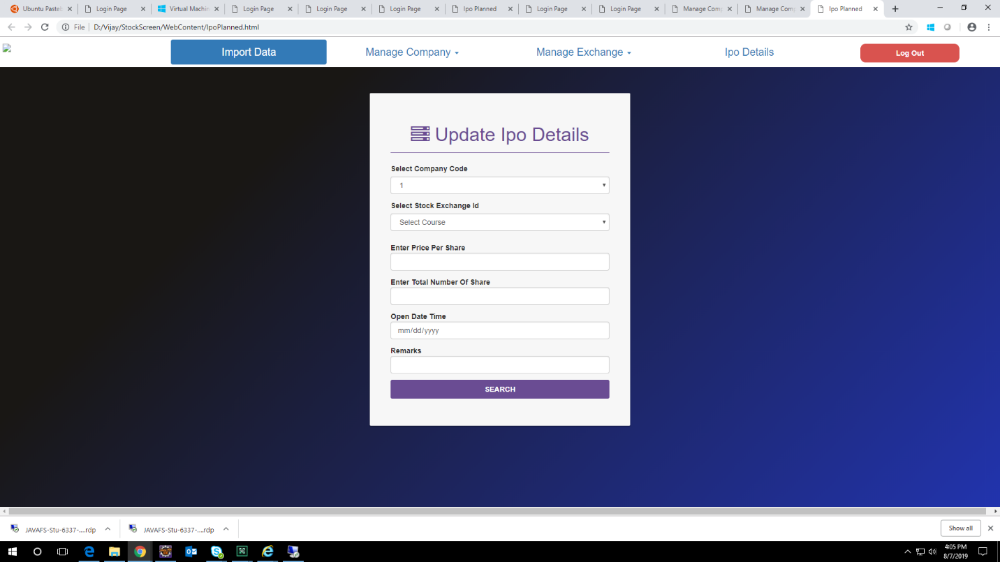 Ubuntu Pasteb
Login Page
Virtual Machin
Login Page
Login Page
Login Page
Ipo Planned
Login Page
Login Page
Manage Comp
Manage Comp
Ipo Planned
File | D:/Vijay/StockScreen/WebContent/IpoPlanned.html
Import Data
Manage Company
Manage Exchange
Ipo Details
Log Out
Update Ipo Details
Select Company Code
1
Select Stock Exchange Id
Select Course
Enter Price Per Share
Enter Total Number Of Share
Open Date Time
mm/dd/yyyy
Remarks
SEARCH
JAVAFS-Stu-6337-....rdp
JAVAFS-Stu-6337-....rdp
Show all
4:05 PM
8/7/2019